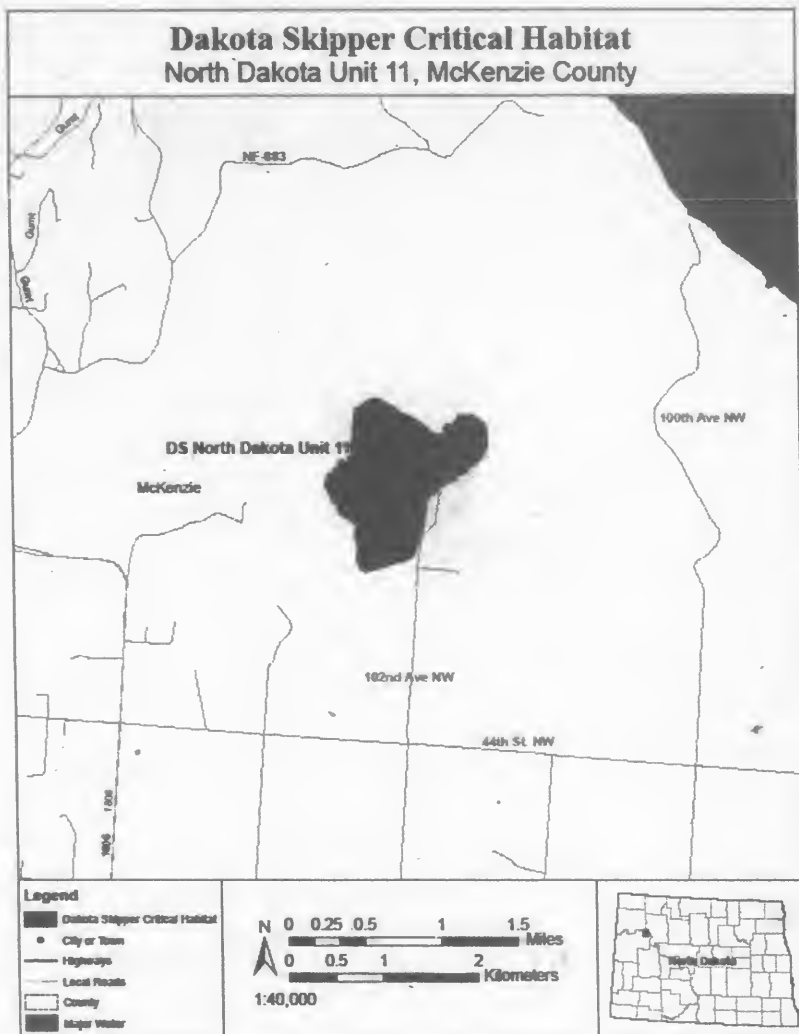 Dakota Skipper Critical Habitat
North Dakota Unit 11, McKenzie County
NF-883
100th Ave NW
DS North Dakota Unit 11
McKenzie
102nd Ave NW
44th St. NW
1806
1806
Legend
Dakota Skipper Critical Habitat
City or Town
Highways
Local Roads
County
Major Water
N
0 0.25 0.5 1 1.5
Miles
0 0.5 1 2
Kilometers
1:40,000
North Dakota